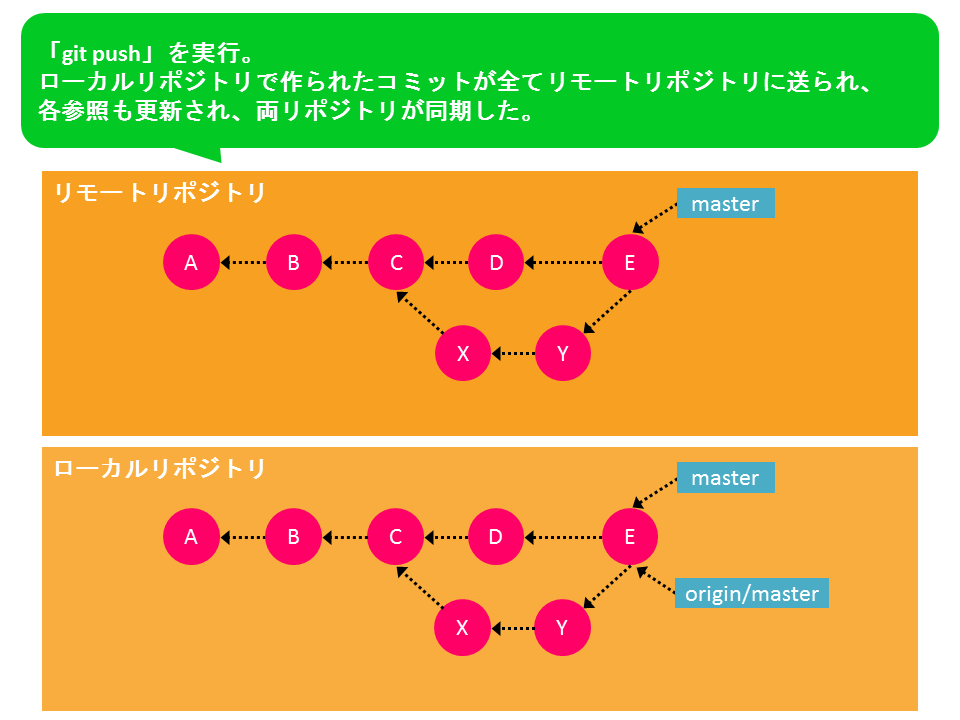 「git push」を実行。
ローカルリポジトリで作られたコミットが全てリモートリポジトリに送られ、
各参照も更新され、両リポジトリが同期した。
リモートリポジトリ
master
A B C D E
X Y
ローカルリポジトリ
master
A B C D E
origin/master
X Y